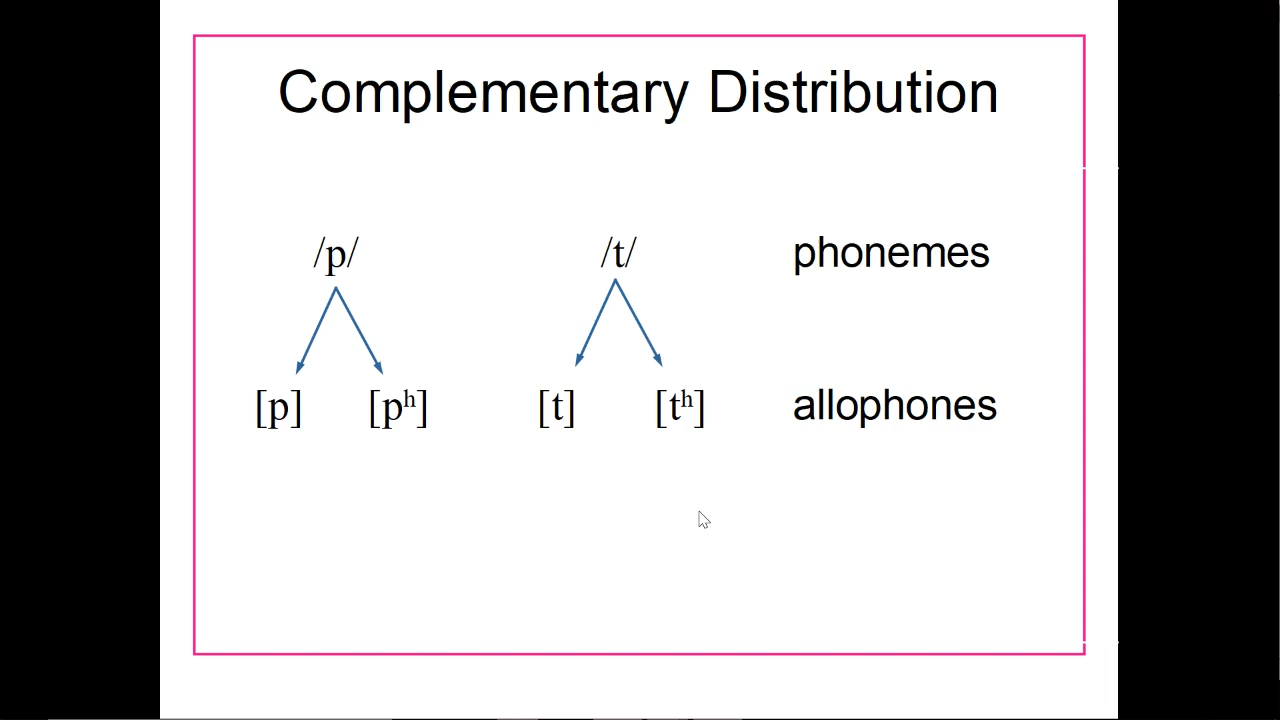 Complementary Distribution
/p/ /t/ phonemes
[p] [pʰ] [t] [tʰ] allophones